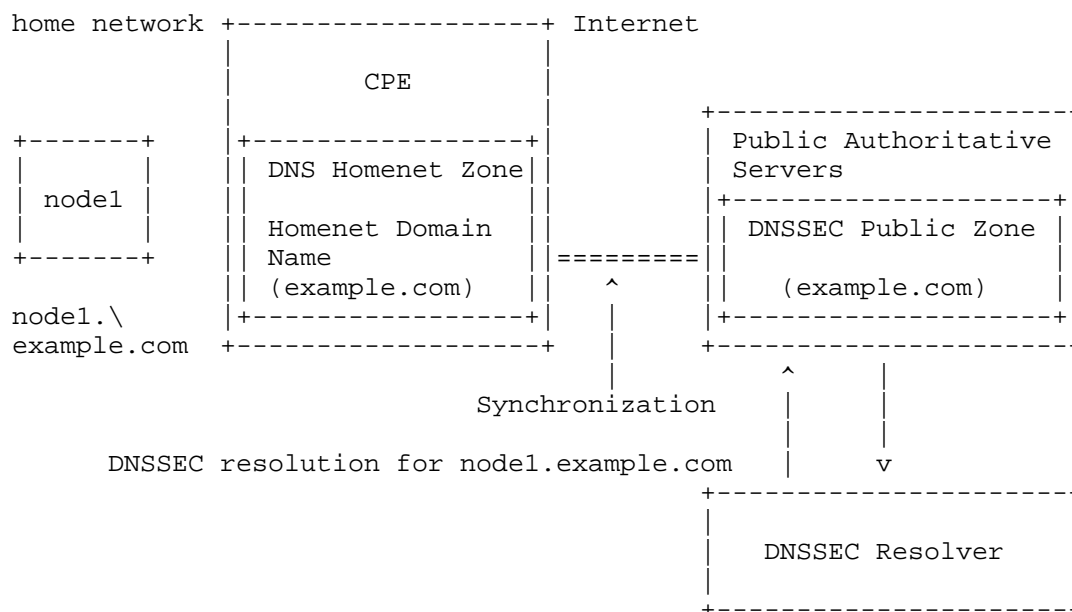 home network Internet
CPE
Public Authoritative
Servers
DNS Homenet Zone
node1
Homenet Domain
Name
(example.com)
DNSSEC Public Zone
(example.com)
node1.\
example.com
Synchronization
DNSSEC resolution for node1.example.com
DNSSEC Resolver